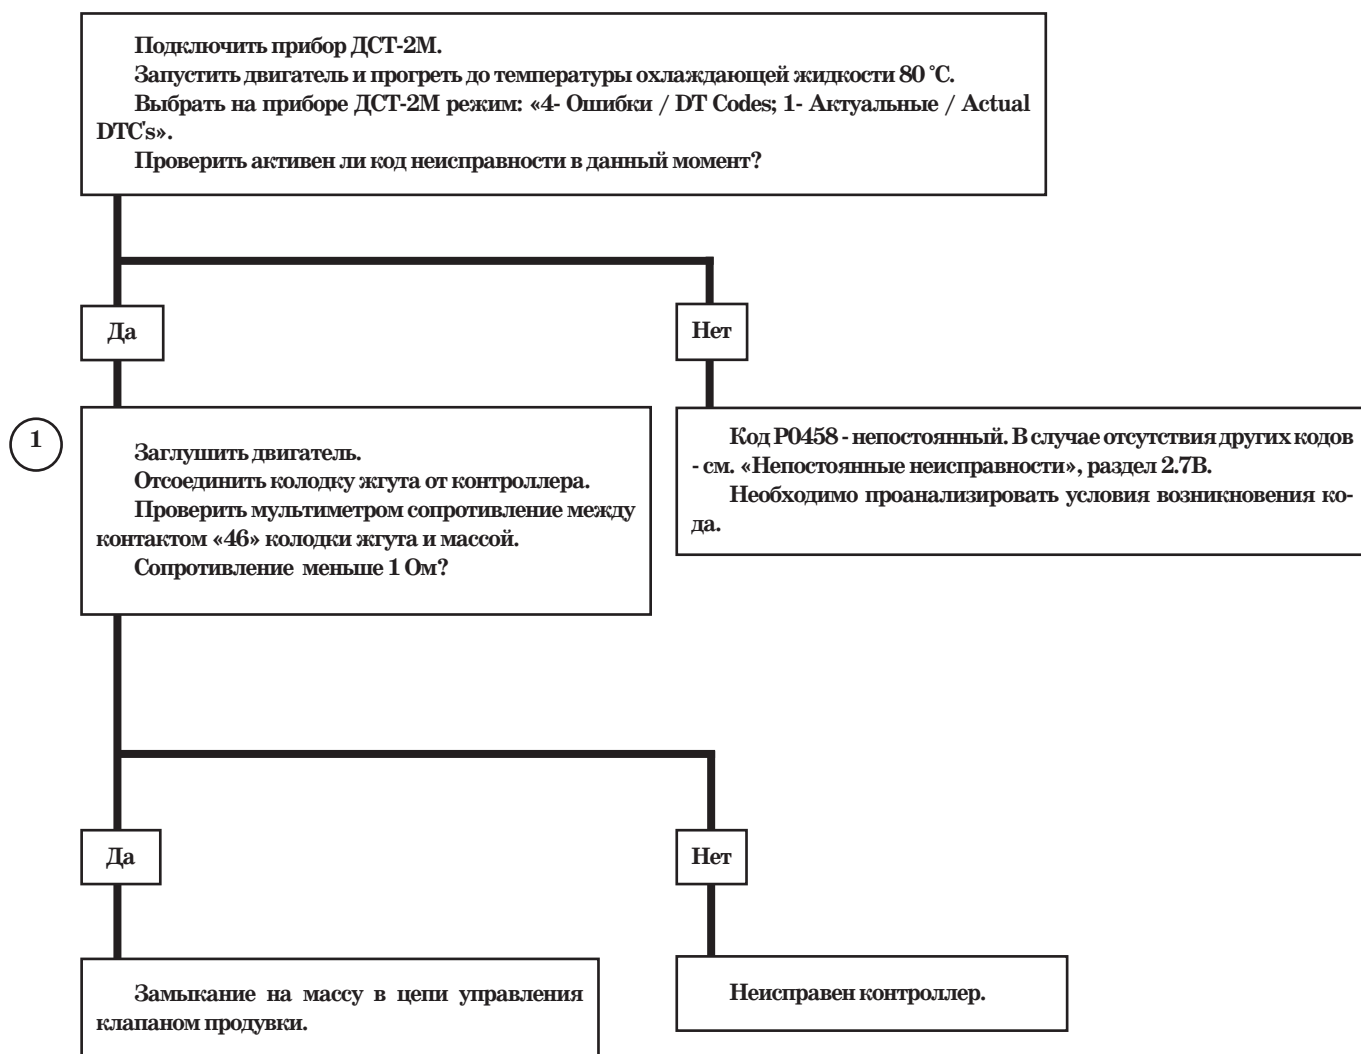 Подключить прибор ДСТ-2М.
Запустить двигатель и прогреть до температуры охлаждающей жидкости 80 °С.
Выбрать на приборе ДСТ-2М режим: «4- Ошибки / DT Codes; 1- Актуальные / Actual
DTC's».
Проверить активен ли код неисправности в данный момент?
Да
Нет
1
Заглушить двигатель.
Отсоединить колодку жгута от контроллера.
Проверить мультиметром сопротивление между
контактом «46» колодки жгута и массой.
Сопротивление меньше 1 Ом?
Код Р0458 - непостоянный. В случае отсутствия других кодов
- см. «Непостоянные неисправности», раздел 2.7В.
Необходимо проанализировать условия возникновения ко-
да.
Да
Нет
Замыкание на массу в цепи управления
клапаном продувки.
Неисправен контроллер.